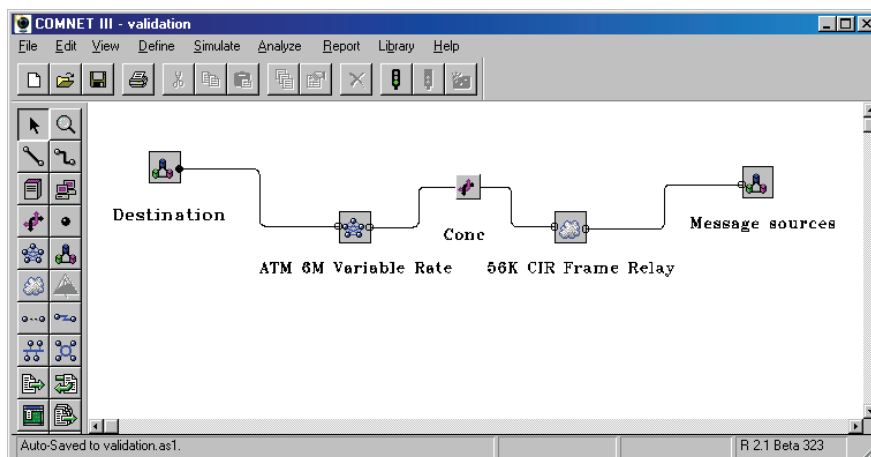 COMNET III - validation
File Edit View Define Simulate Analyze Report Library Help
Destination
Conc
Message sources
ATM 6M Variable Rate
56K CIR Frame Relay
Auto-Saved to validation.as1.
R 2.1 Beta 323